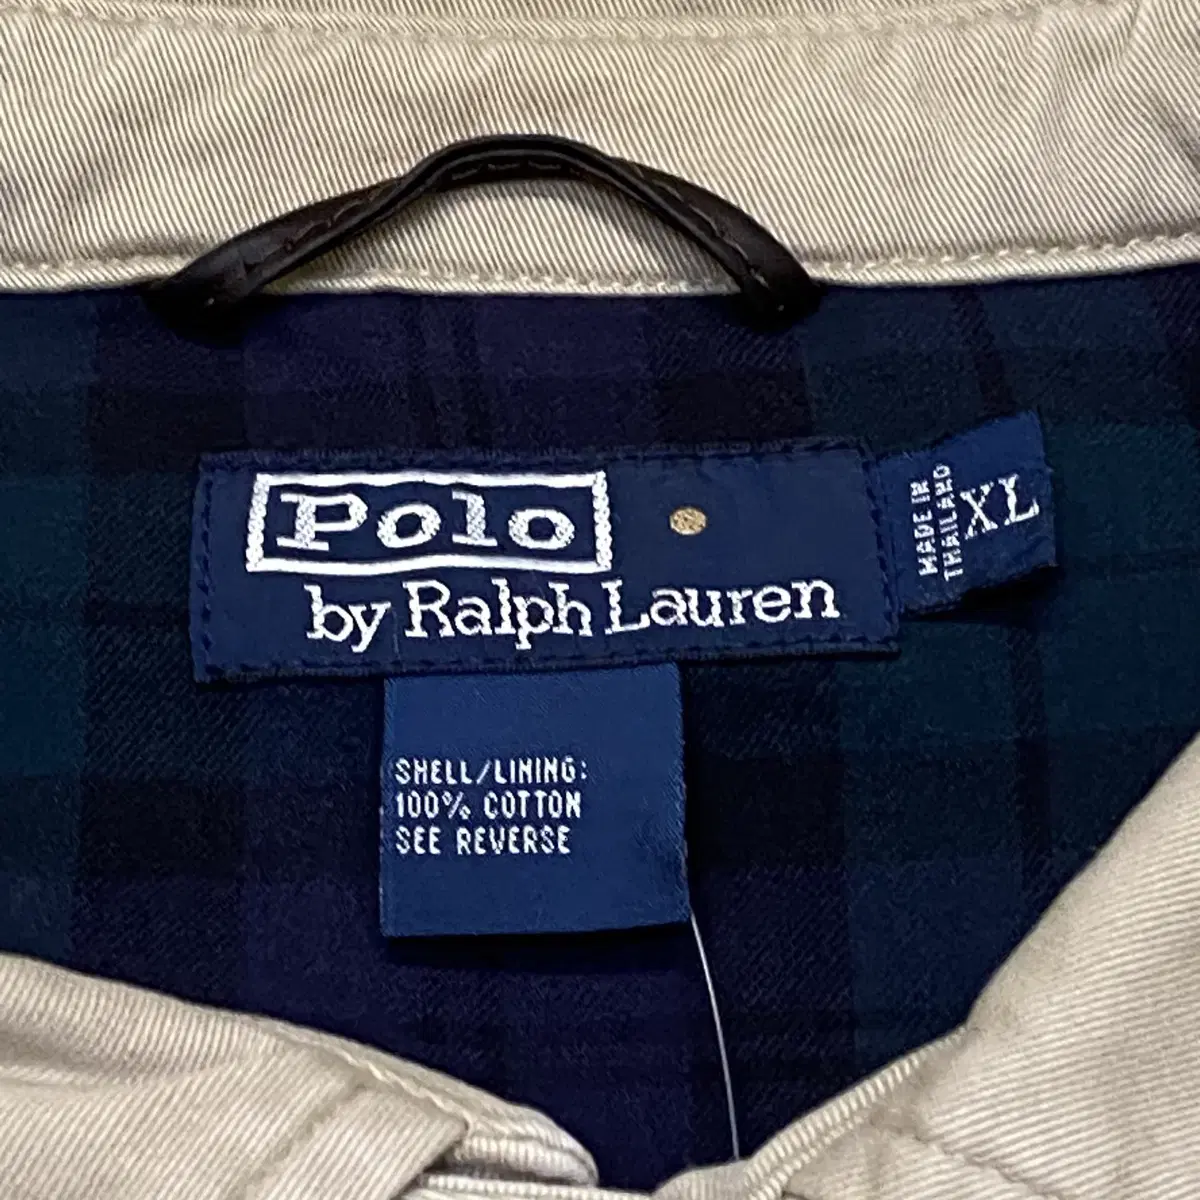 Polo
by Ralph Lauren
MADE IN
THAILAND
XL
SHELL/LINING:
100% COTTON
SEE REVERSE